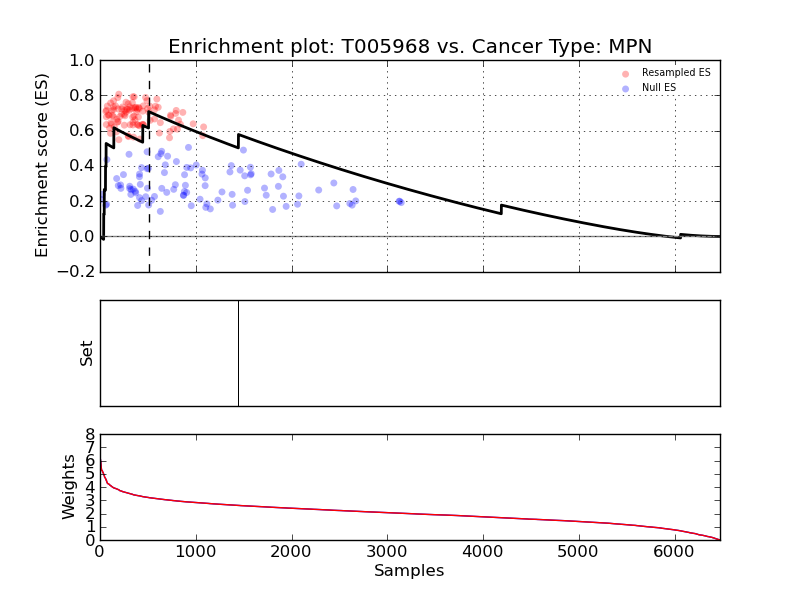 Enrichment plot: T005968 vs. Cancer Type: MPN
Enrichment score (ES)
1.0
0.8
0.6
0.4
0.2
0.0
−0.2
Resampled ES
Null ES
Set
Weights
8
7
6
5
4
3
2
1
0
0 1000 2000 3000 4000 5000 6000
Samples